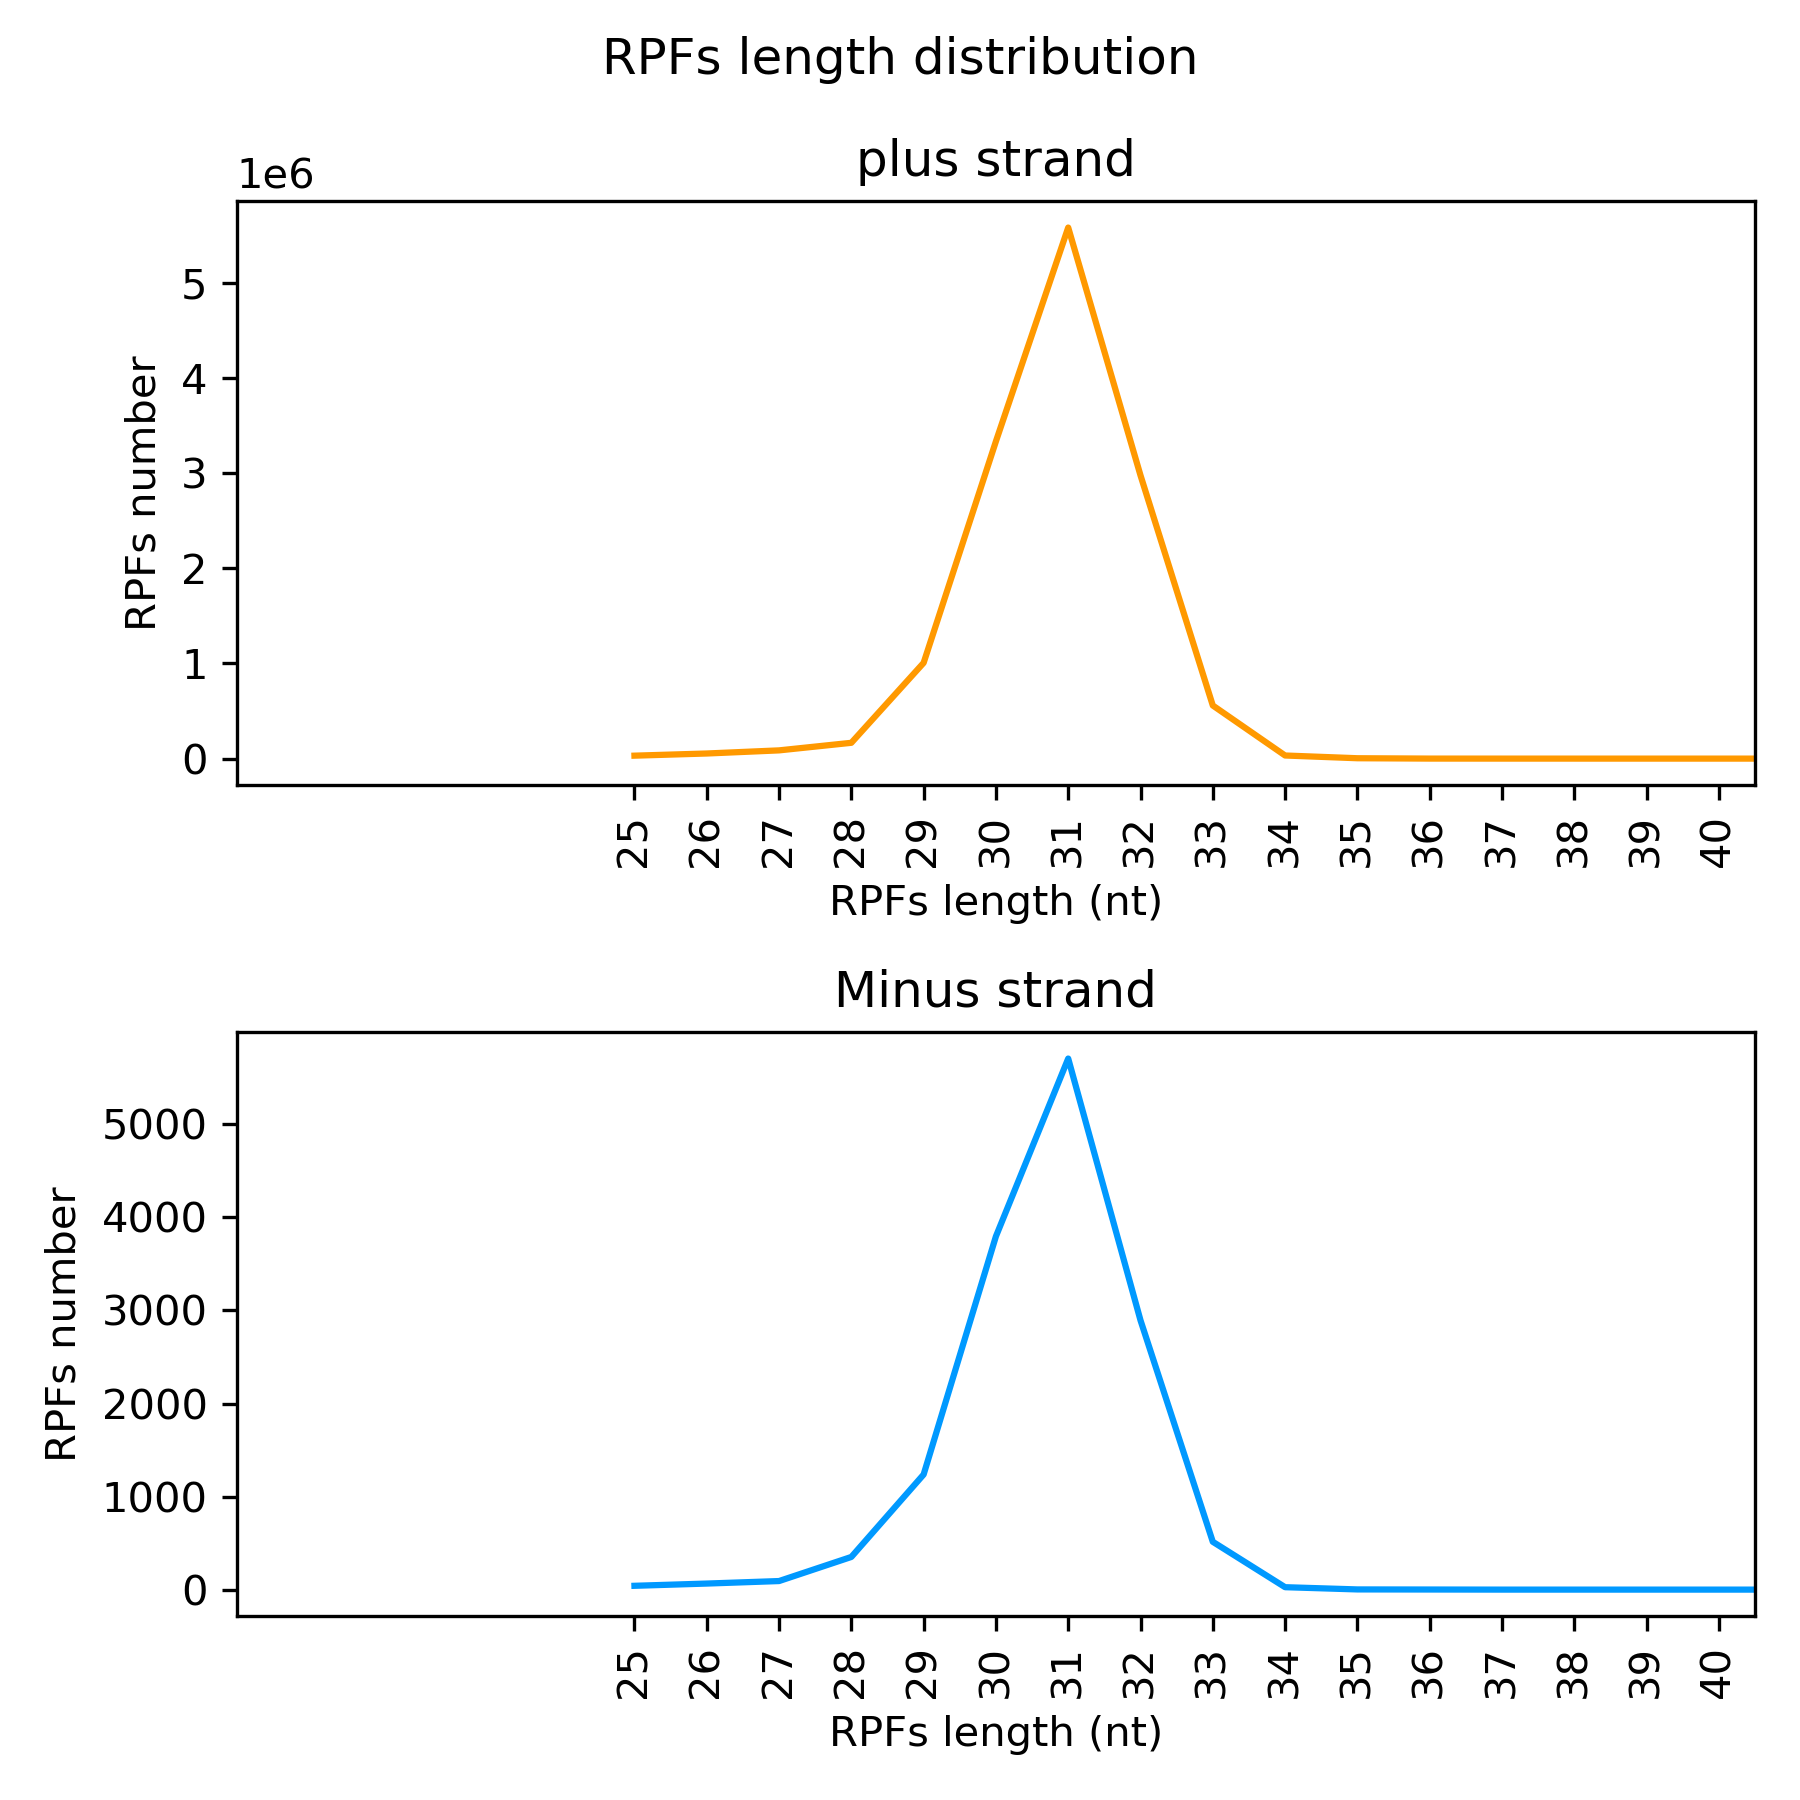 RPFs length distribution
plus strand
1e6
5
4
3
2
1
0
RPFs number
25 26 27 28 29 30 31 32 33 34 35 36 37 38 39 40
RPFs length (nt)
Minus strand
5000
4000
3000
2000
1000
0
RPFs number
25 26 27 28 29 30 31 32 33 34 35 36 37 38 39 40
RPFs length (nt)